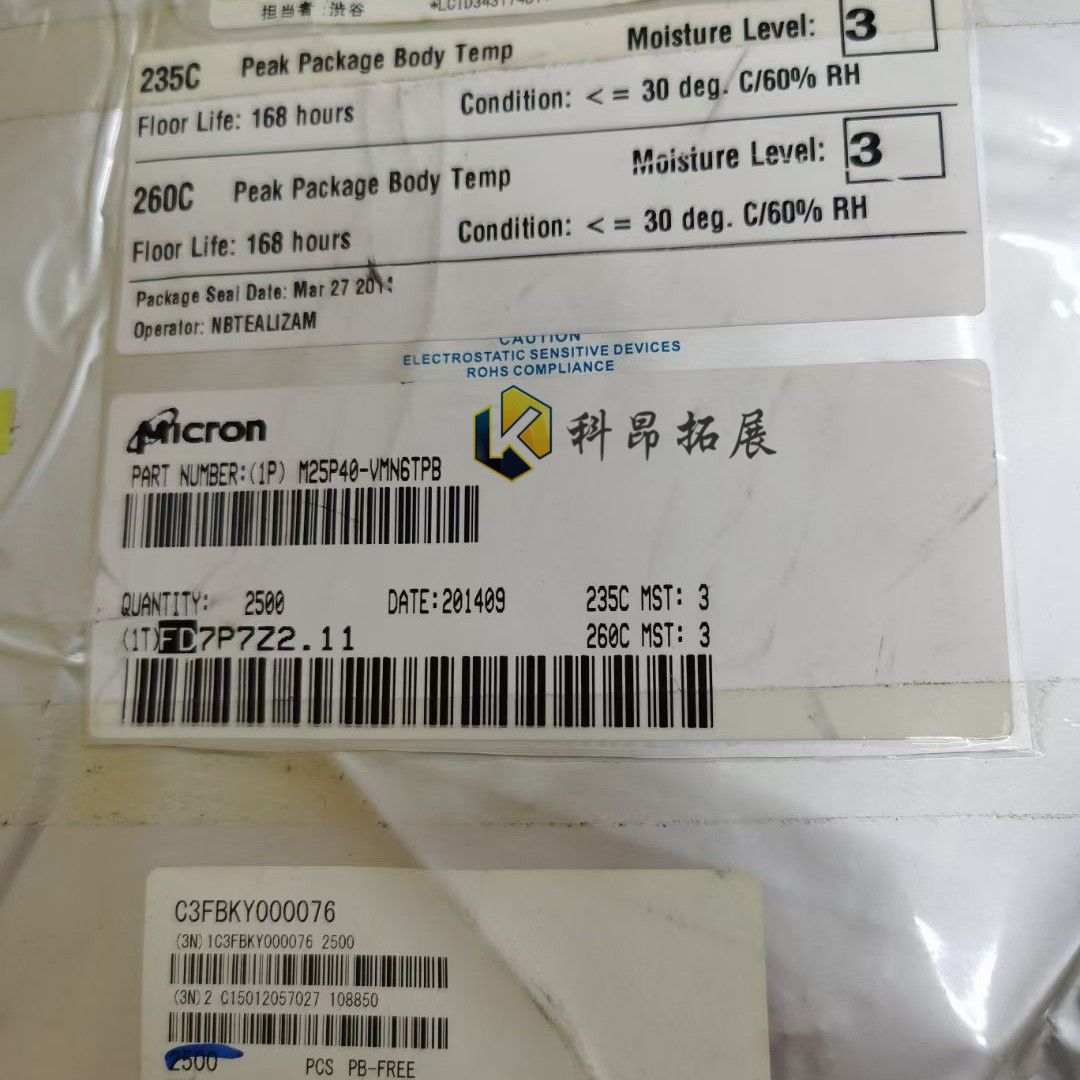 担当者:渋谷
235C Peak Package Body Temp Moisture Level: 3
Floor Life: 168 hours Condition: < = 30 deg. C/60% RH
260C Peak Package Body Temp Moisture Level: 3
Floor Life: 168 hours Condition: < = 30 deg. C/60% RH
Package Seal Date: Mar 27
Operator: NBTEALIZAM
CAUTION
ELECTROSTATIC SENSITIVE DEVICES
ROHS COMPLIANCE
Micron
科昂拓展
PART NUMBER:(1P) M25P40-VMN6TPB
QUANTITY: 2500 DATE:201409 235C MST: 3
(1T)FD7P7Z2.11 260C MST: 3
C3FBKY000076
(3N)1C3FBKY000076 2500
(3N)2 C15012057027 108850
2500 PCS PB-FREE